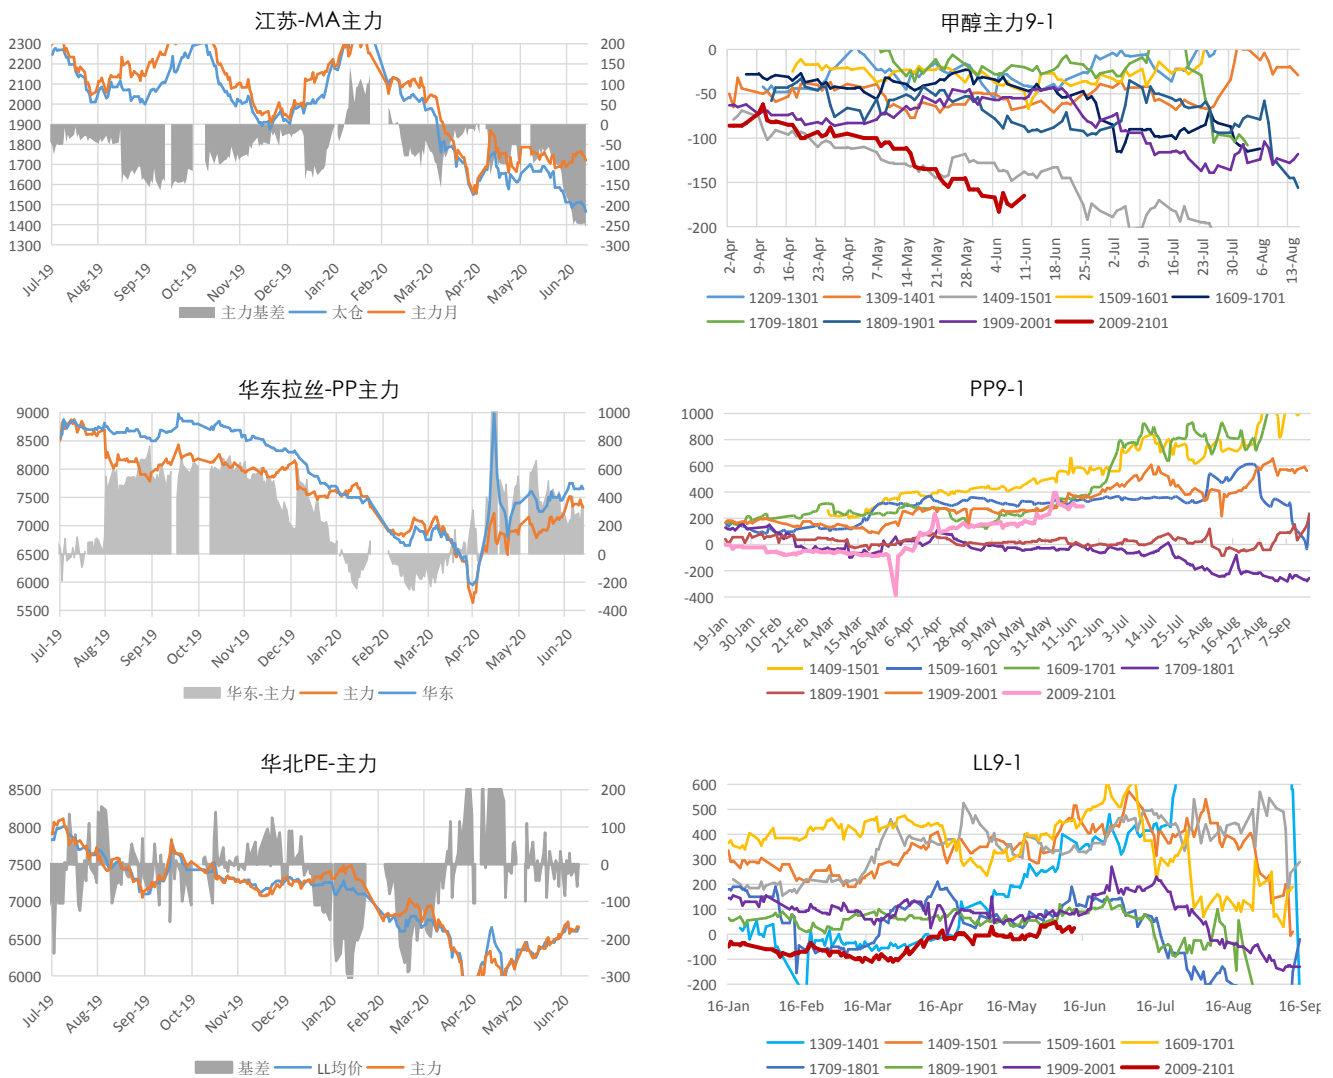 江苏-MA主力
2300 200
2200 150
2100 100
2000 50
1900 0
1800 -50
1700 -100
1600 -150
1500 -200
1400 -250
1300 -300
Jul-19 Aug-19 Sep-19 Oct-19 Nov-19 Dec-19 Jan-20 Feb-20 Mar-20 Apr-20 May-20 Jun-20
主力基差 太仓 主力月
甲醇主力9-1
0
-50
-100
-150
-200
2-Apr 9-Apr 16-Apr 23-Apr 30-Apr 7-May 14-May 21-May 28-May 4-Jun 11-Jun 18-Jun 25-Jun 2-Jul 9-Jul 16-Jul 23-Jul 30-Jul 6-Aug 13-Aug
1209-1301 1309-1401 1409-1501 1509-1601 1609-1701
1709-1801 1809-1901 1909-2001 2009-2101
华东拉丝-PP主力
9000 1000
8500 800
8000 600
7500 400
7000 200
6500 0
6000 -200
5500 -400
Jul-19 Aug-19 Sep-19 Oct-19 Nov-19 Dec-19 Jan-20 Feb-20 Mar-20 Apr-20 May-20 Jun-20
华东-主力 主力 华东
PP9-1
1000
800
600
400
200
0
-200
-400
19-Jan 30-Jan 10-Feb 21-Feb 4-Mar 15-Mar 26-Mar 6-Apr 17-Apr 28-Apr 9-May 20-May 31-May 11-Jun 22-Jun 3-Jul 14-Jul 25-Jul 5-Aug 16-Aug 27-Aug 7-Sep
1409-1501 1509-1601 1609-1701 1709-1801
1809-1901 1909-2001 2009-2101
华北PE-主力
8500 200
8000 100
7500 0
7000 -100
6500 -200
6000 -300
Jul-19 Aug-19 Sep-19 Oct-19 Nov-19 Dec-19 Jan-20 Feb-20 Mar-20 Apr-20 May-20 Jun-20
基差 LL均价 主力
LL9-1
600
500
400
300
200
100
0
-100
-200
16-Jan 16-Feb 16-Mar 16-Apr 16-May 16-Jun 16-Jul 16-Aug 16-Sep
1309-1401 1409-1501 1509-1601 1609-1701
1709-1801 1809-1901 1909-2001 2009-2101